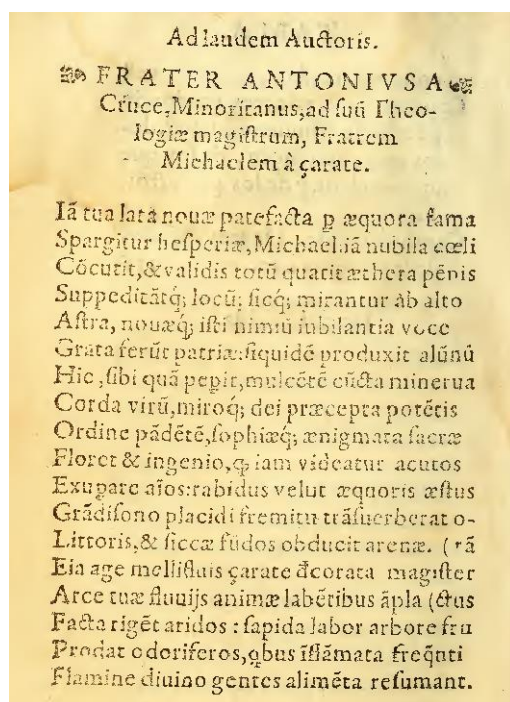 Ad laudem Auctoris.
FRATER ANTONIVS A
Cruce, Minoritanus, ad ſuũ Theo-
logiæ magiſtrum, Fratrem
Michaelem à çarate.
Iã tua lata nouæ patefacta ꝑ æquora fama
Spargitur heſperiæ, Michael: iã nubila cœli
Cõcutit, & validis totũ quatit æthera pẽnis
Suppeditãtq́; locũ; ſicq́; mirantur ab alto
Aſtra, nouæq́; iſti nimiũ iubilantia voce
Grata ferũt patriæ: ſiquidẽ produxit alũnũ
Hic, ſibi quã pepit, mulcẽtẽ cũcta minerua
Corda virũ, miroq́; dei præcepta potẽtis
Ordine pãdẽtẽ, ſophiæq́; ænigmata ſacræ
Floret & ingenio, q̃ iam videatur acutos
Exuꝑare aĩos: rabidus velut æquoris æſtus
Grãdiſono placidi fremitu trãſuerberat o-
Littoris, & ſiccæ fũdos obducit arenæ. (rã
Eia age mellifluis çarate d̃corata magiſter
Arce tuæ fluuijs animæ labẽtibus ãpla (ctus
Facta rigẽt aridos: ſapida labor arbore fru
Prodat odoriferos, q̃bus ĩflãmata freq̃nti
Flamine diuino gentes alimẽta reſumant.